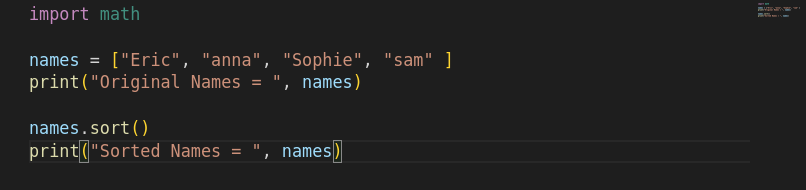 import math
names = ["Eric", "anna", "Sophie", "sam" ]
print("Original Names = ", names)
names.sort()
print("Sorted Names = ", names)